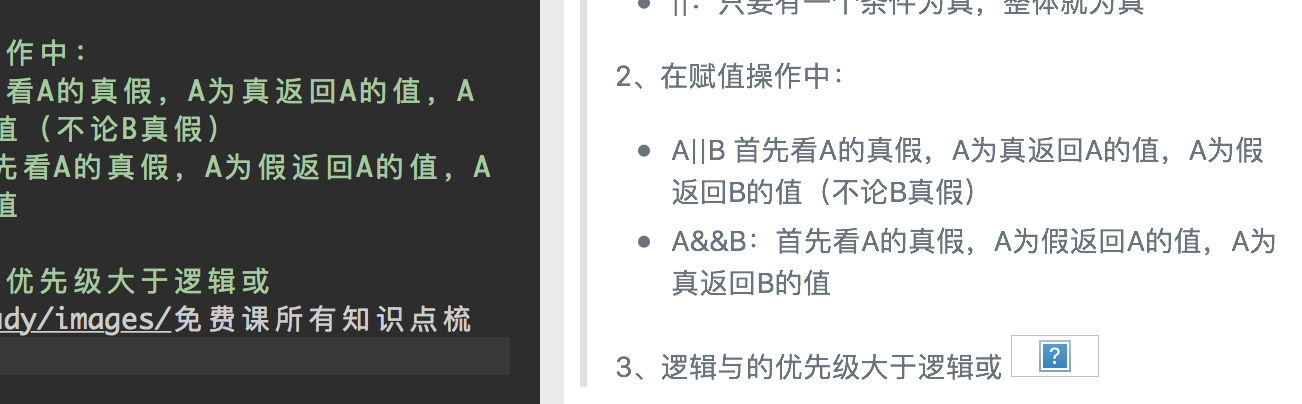 作中：
看A的真假，A为真返回A的值，A
值（不论B真假）
先看A的真假，A为假返回A的值，A
值
优先级大于逻辑或
dy/images/免费课所有知识点梳
||：只要有一个条件为真，整体就为真
2、在赋值操作中：
A||B 首先看A的真假，A为真返回A的值，A为假
返回B的值（不论B真假）
A&&B：首先看A的真假，A为假返回A的值，A为
真返回B的值
3、逻辑与的优先级大于逻辑或